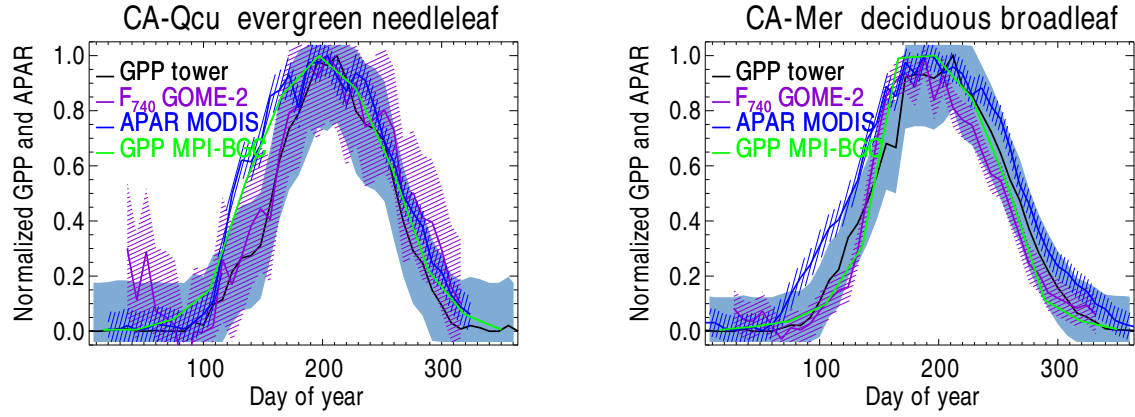 CA-Qcu evergreen needleleaf
Normalized GPP and APAR
1.0
0.8
0.6
0.4
0.2
0.0
GPP tower
F740 GOME-2
APAR MODIS
GPP MPI-BGC
100 200 300
Day of year
CA-Mer deciduous broadleaf
Normalized GPP and APAR
1.0
0.8
0.6
0.4
0.2
0.0
GPP tower
F740 GOME-2
APAR MODIS
GPP MPI-BGC
100 200 300
Day of year